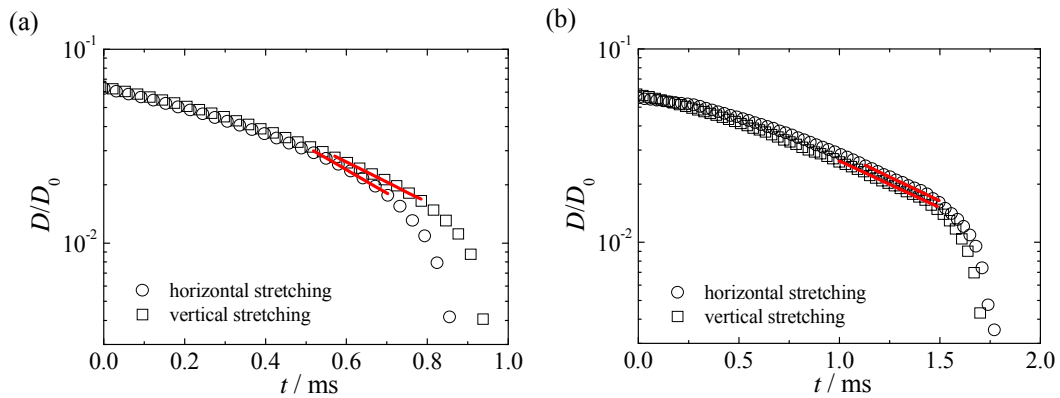 (a)
10⁻¹
10⁻²
D/D₀
horizontal stretching
vertical stretching
0.0 0.2 0.4 0.6 0.8 1.0
t / ms
(b)
10⁻¹
10⁻²
D/D₀
horizontal stretching
vertical stretching
0.0 0.5 1.0 1.5 2.0
t / ms